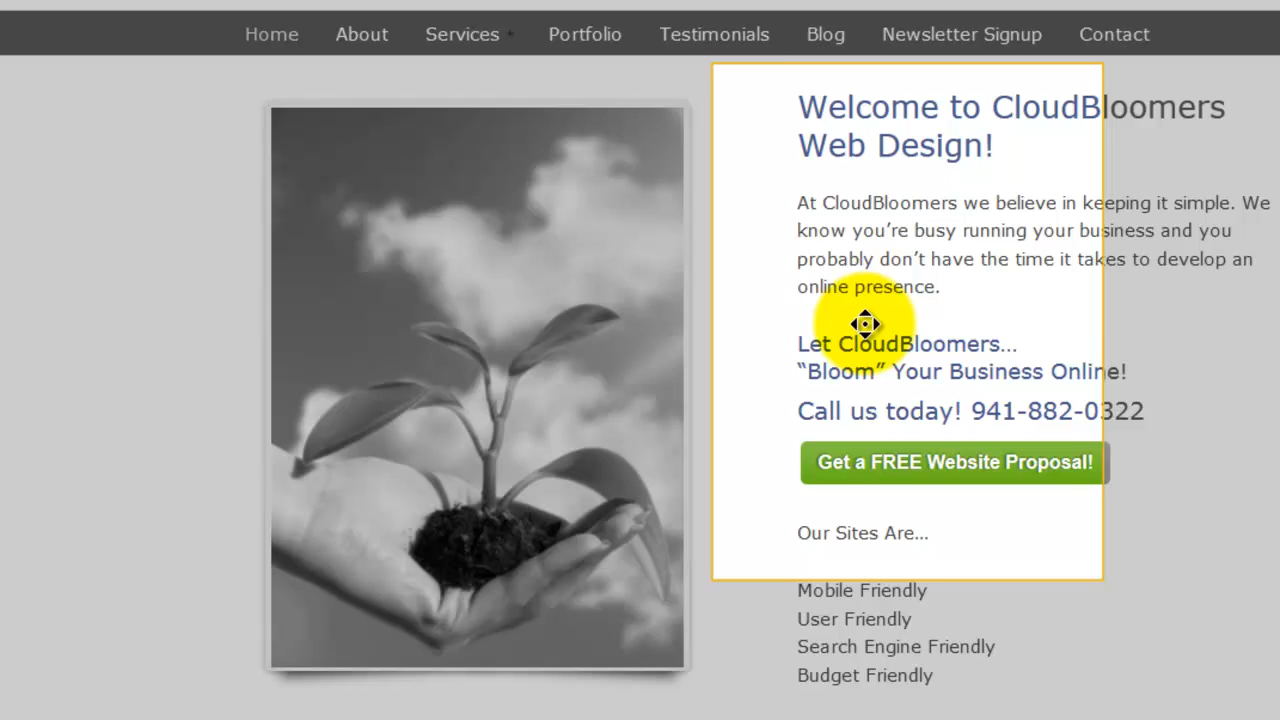 Home About Services Portfolio Testimonials Blog Newsletter Signup Contact
Welcome to CloudBloomers
Web Design!
At CloudBloomers we believe in keeping it simple. We
know you’re busy running your business and you
probably don’t have the time it takes to develop an
online presence.
Let CloudBloomers…
“Bloom” Your Business Online!
Call us today! 941-882-0322
Get a FREE Website Proposal!
Our Sites Are…
Mobile Friendly
User Friendly
Search Engine Friendly
Budget Friendly